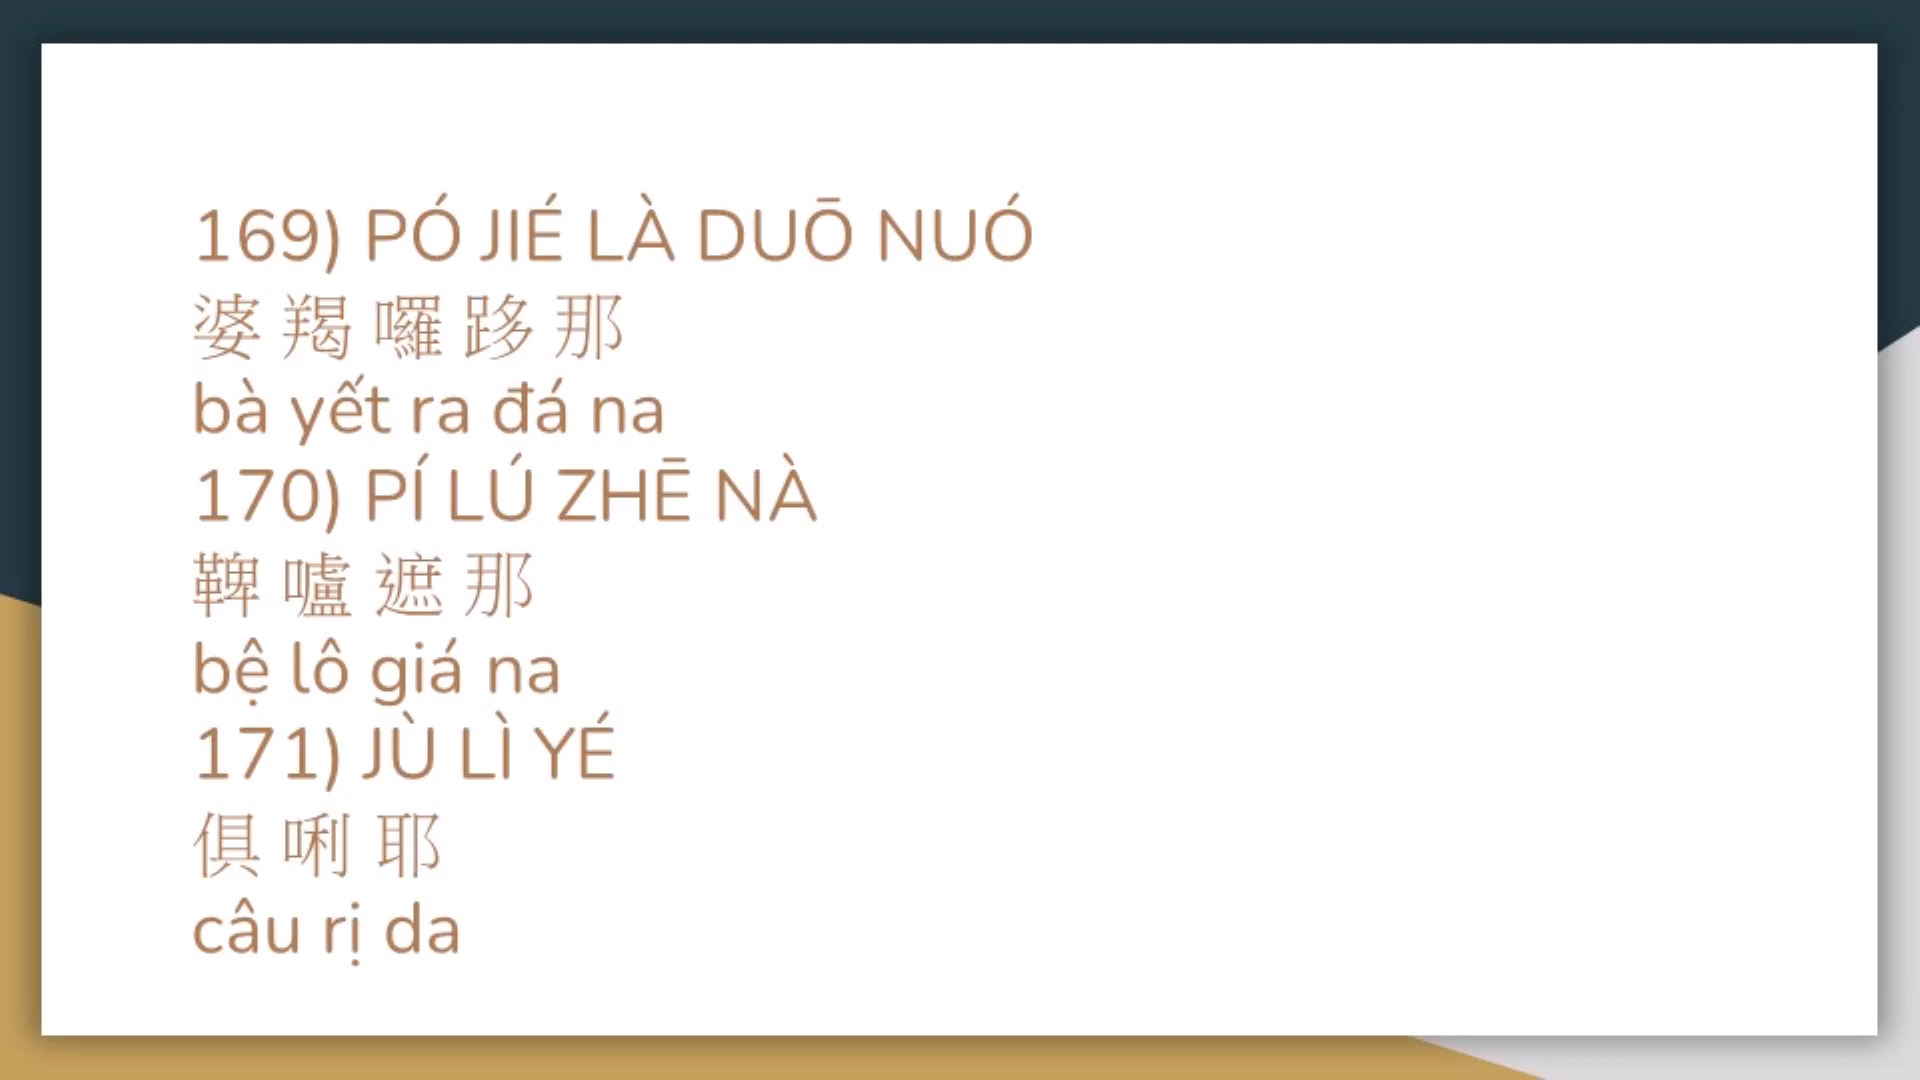 169) PÓ JIÉ LÀ DUŌ NUÓ
婆 羯 囉 跢 那
bà yết ra đá na
170) PÍ LÚ ZHĒ NÀ
鞞 嚧 遮 那
bệ lô giá na
171) JÙ LÌ YÉ
俱 唎 耶
câu rị da